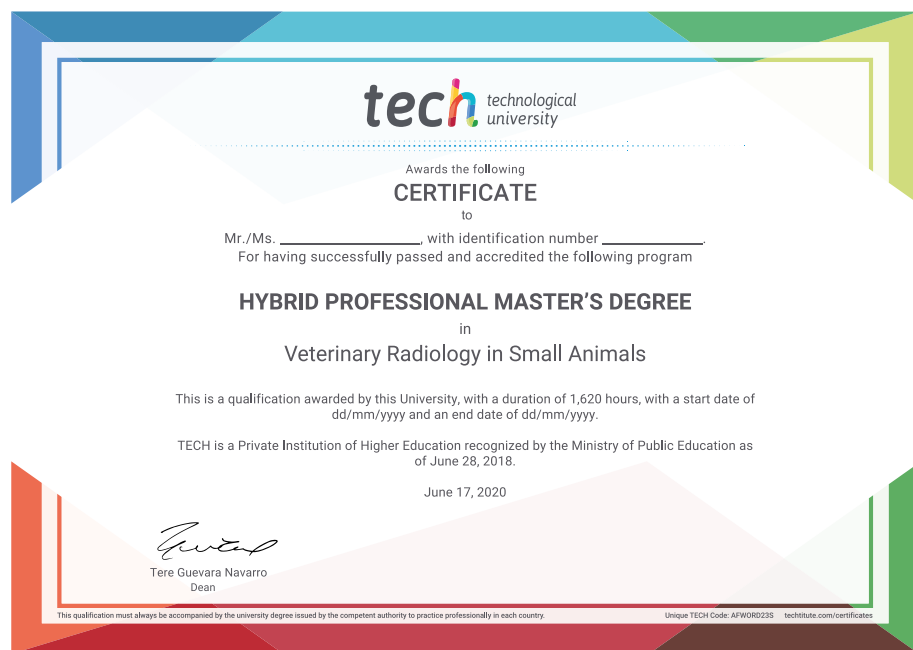 tech technological
university
Awards the following
CERTIFICATE
to
Mr./Ms. ____________________, with identification number ______________.
For having successfully passed and accredited the following program
HYBRID PROFESSIONAL MASTER'S DEGREE
in
Veterinary Radiology in Small Animals
This is a qualification awarded by this University, with a duration of 1,620 hours, with a start date of
dd/mm/yyyy and an end date of dd/mm/yyyy.
TECH is a Private Institution of Higher Education recognized by the Ministry of Public Education as
of June 28, 2018.
June 17, 2020
Tere Guevara Navarro
Dean
This qualification must always be accompanied by the university degree issued by the competent authority to practice professionally in each country. Unique TECH Code: AFWORD23S techtitute.com/certificates